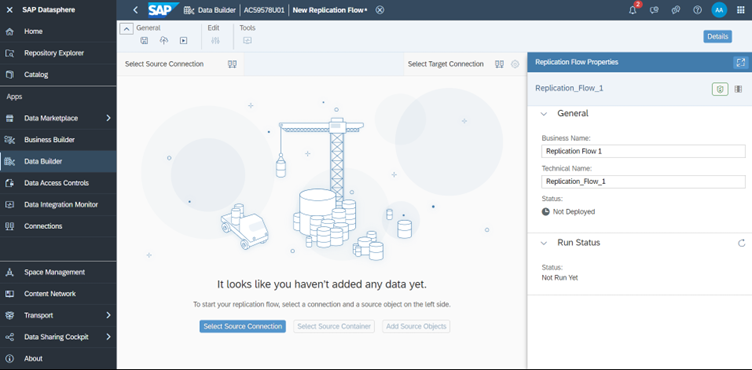 SAP Datasphere
SAP
Data Builder
ACS9578U01
New Replication Flow*
2
AA
Home
Repository Explorer
Catalog
Apps
Data Marketplace
Business Builder
Data Builder
Data Access Controls
Data Integration Monitor
Connections
Space Management
Content Network
Transport
Data Sharing Cockpit
About
General
Edit
Tools
Details
Select Source Connection
Select Target Connection
It looks like you haven't added any data yet.
To start your replication flow, select a connection and a source object on the left side.
Select Source Connection
Select Source Container
Add Source Objects
Replication Flow Properties
Replication_Flow_1
General
Business Name:
Replication Flow 1
Technical Name:
Replication_Flow_1
Status:
Not Deployed
Run Status
Status:
Not Run Yet